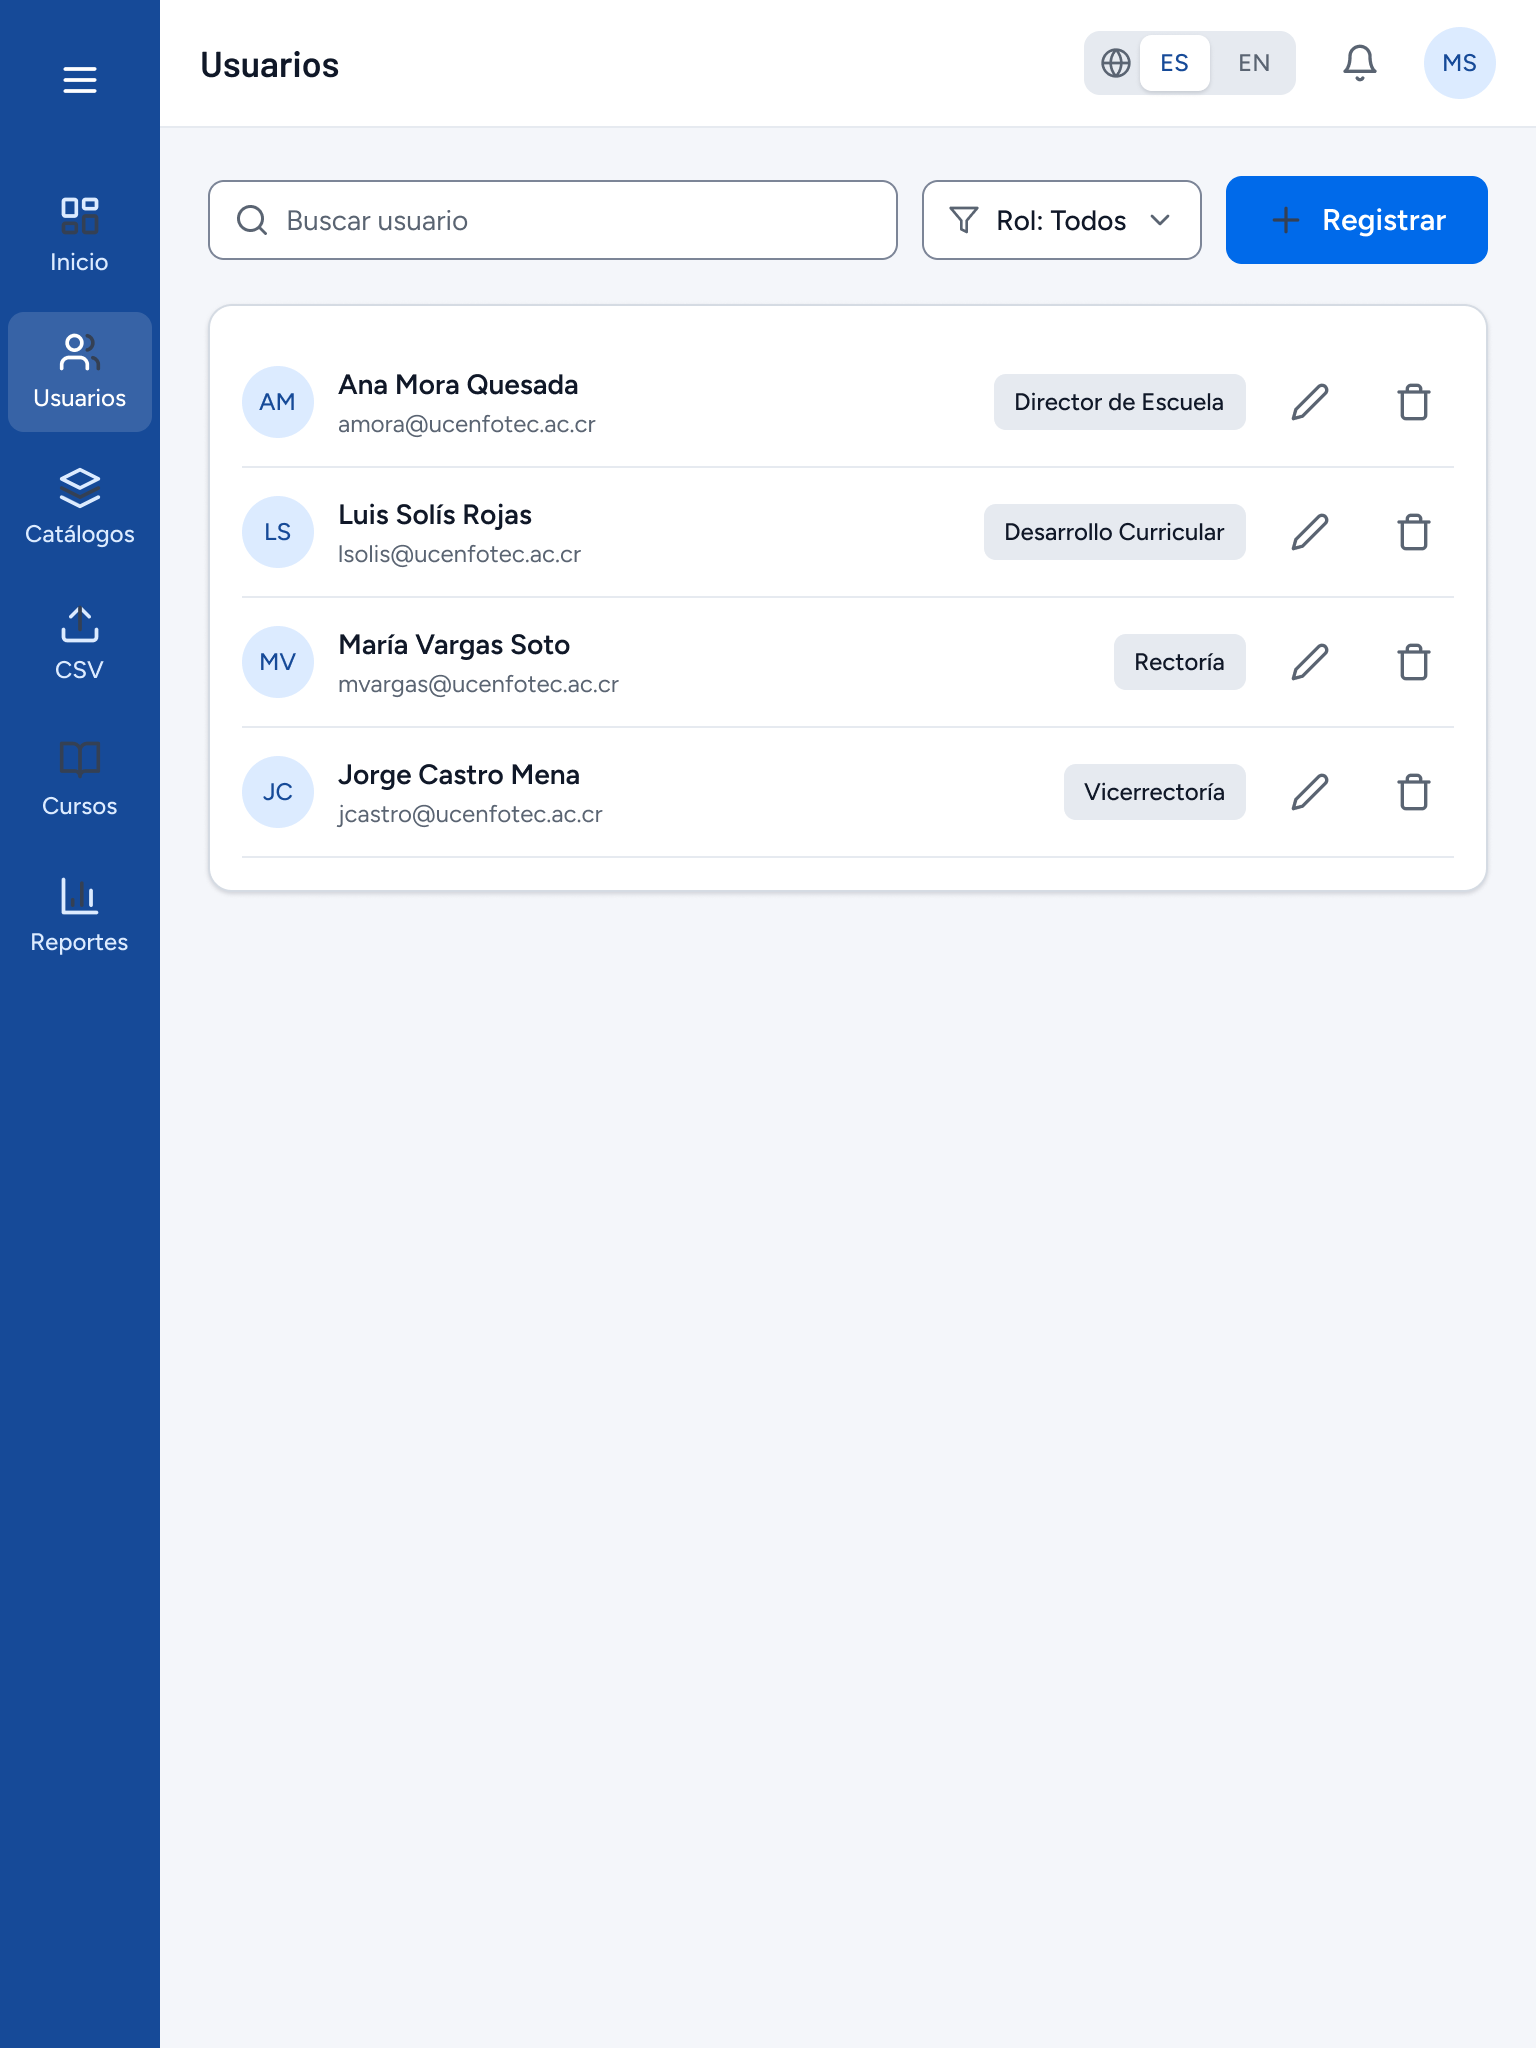 Usuarios
ES
EN
MS
Inicio
Usuarios
Catálogos
CSV
Cursos
Reportes
Buscar usuario
Rol: Todos
Registrar
AM
Ana Mora Quesada
amora@ucenfotec.ac.cr
Director de Escuela
LS
Luis Solís Rojas
lsolis@ucenfotec.ac.cr
Desarrollo Curricular
MV
María Vargas Soto
mvargas@ucenfotec.ac.cr
Rectoría
JC
Jorge Castro Mena
jcastro@ucenfotec.ac.cr
Vicerrectoría